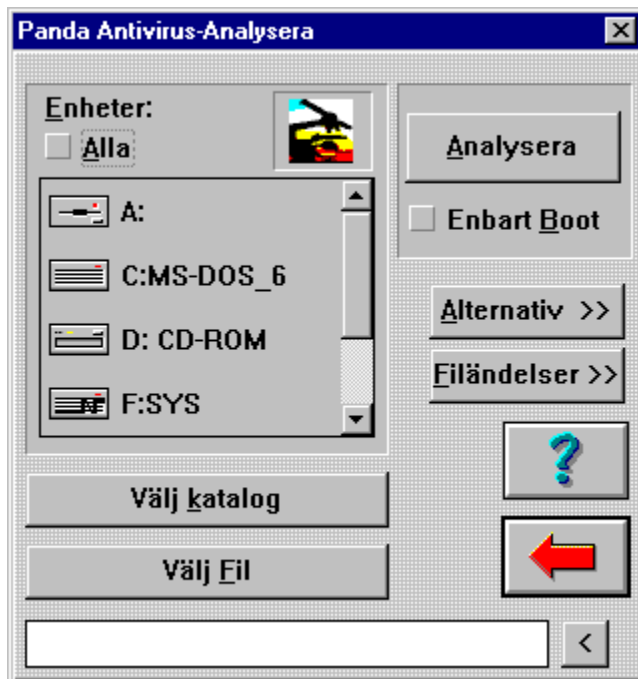 Panda Antivirus-Analysera
Enheter:
Alla
A:
C:MS-DOS_6
D: CD-ROM
F:SYS
Analysera
Enbart Boot
Alternativ >>
Filändelser >>
?
Välj katalog
Välj Fil
<